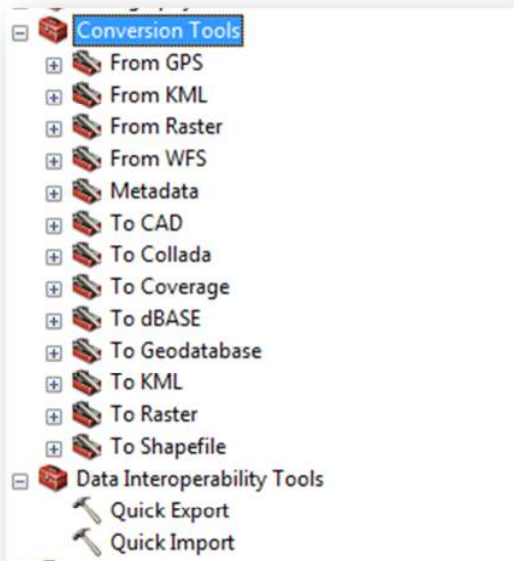 Conversion Tools
From GPS
From KML
From Raster
From WFS
Metadata
To CAD
To Collada
To Coverage
To dBASE
To Geodatabase
To KML
To Raster
To Shapefile
Data Interoperability Tools
Quick Export
Quick Import